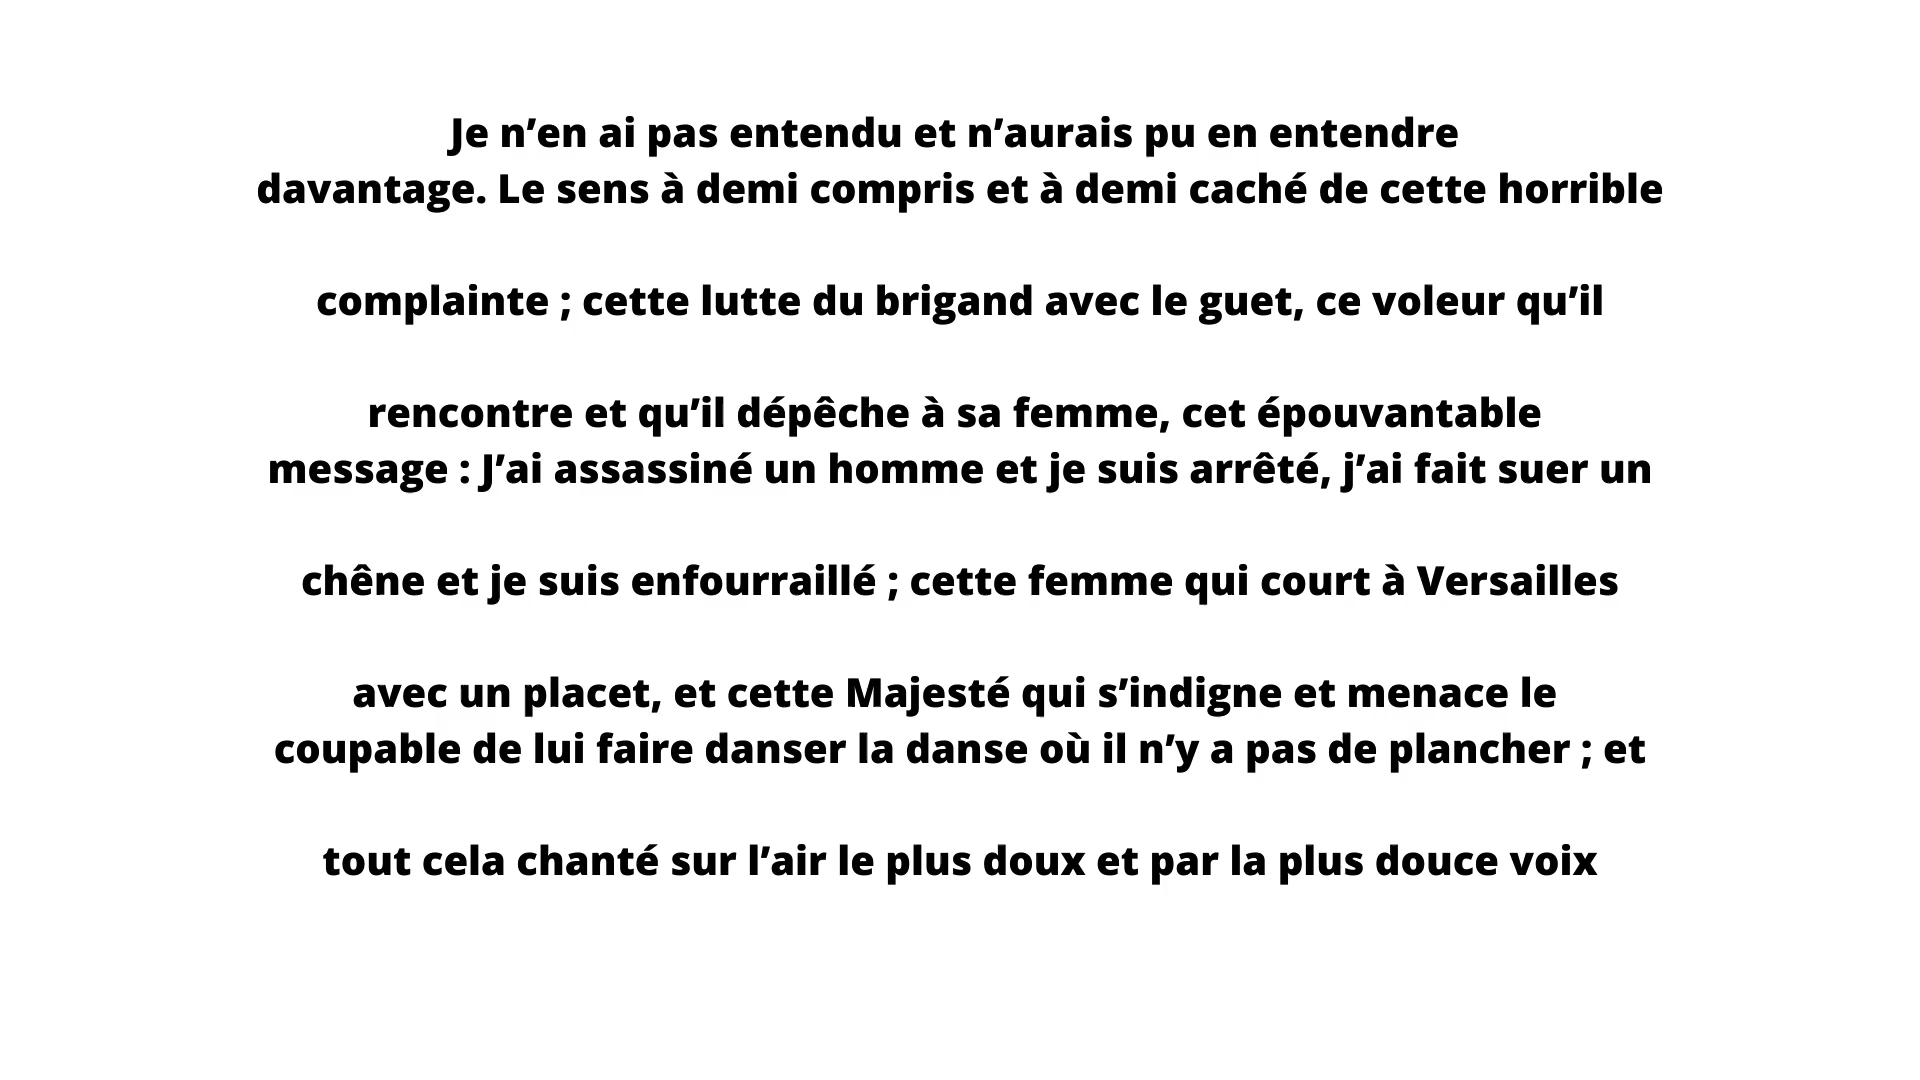 Je n’en ai pas entendu et n’aurais pu en entendre
davantage. Le sens à demi compris et à demi caché de cette horrible
complainte ; cette lutte du brigand avec le guet, ce voleur qu’il
rencontre et qu’il dépêche à sa femme, cet épouvantable
message : J’ai assassiné un homme et je suis arrêté, j’ai fait suer un
chêne et je suis enfourraillé ; cette femme qui court à Versailles
avec un placet, et cette Majesté qui s’indigne et menace le
coupable de lui faire danser la danse où il n’y a pas de plancher ; et
tout cela chanté sur l’air le plus doux et par la plus douce voix